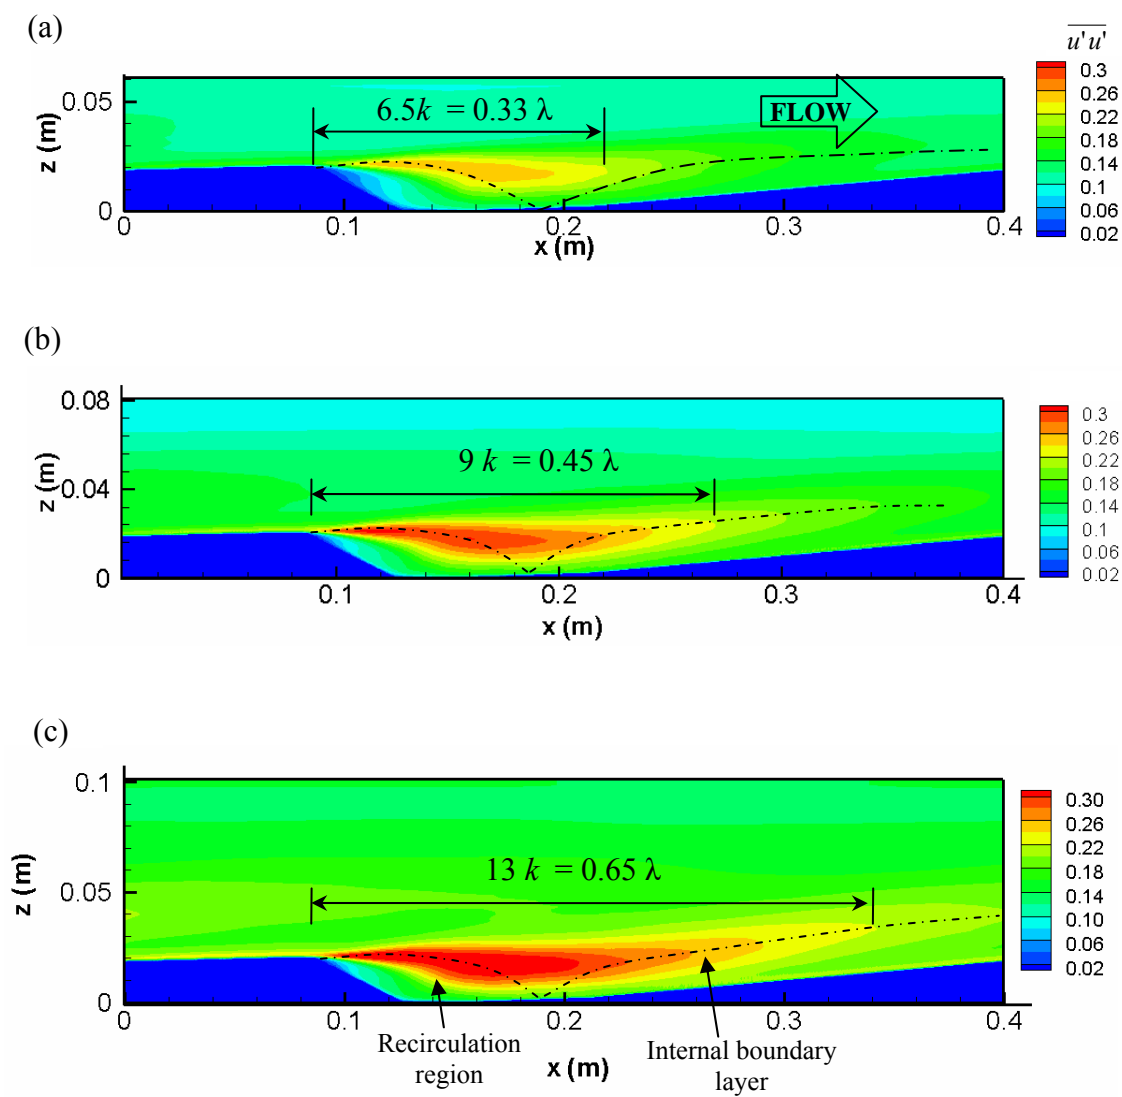 (a)
u'u'
6.5k = 0.33 λ
FLOW
z (m)
0.05
0
0 0.1 0.2 0.3 0.4
x (m)
0.3
0.26
0.22
0.18
0.14
0.1
0.06
0.02
(b)
9 k = 0.45 λ
z (m)
0.08
0.04
0
0.1 0.2 0.3 0.4
x (m)
0.3
0.26
0.22
0.18
0.14
0.1
0.06
0.02
(c)
13 k = 0.65 λ
z (m)
0.1
0.05
0
0 0.1 0.2 0.3 0.4
x (m)
0.30
0.26
0.22
0.18
0.14
0.10
0.06
0.02
Recirculation
region
Internal boundary
layer